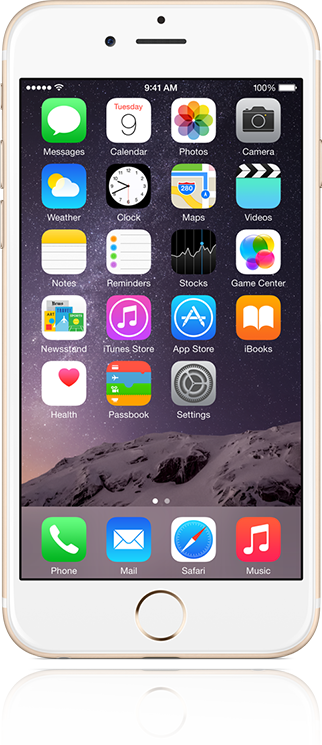 9:41 AM 100%
Tuesday
9
Messages Calendar Photos Camera
280
Weather Clock Maps Videos
Notes Reminders Stocks Game Center
Newsstand iTunes Store App Store iBooks
Health Passbook Settings
Phone Mail Safari Music